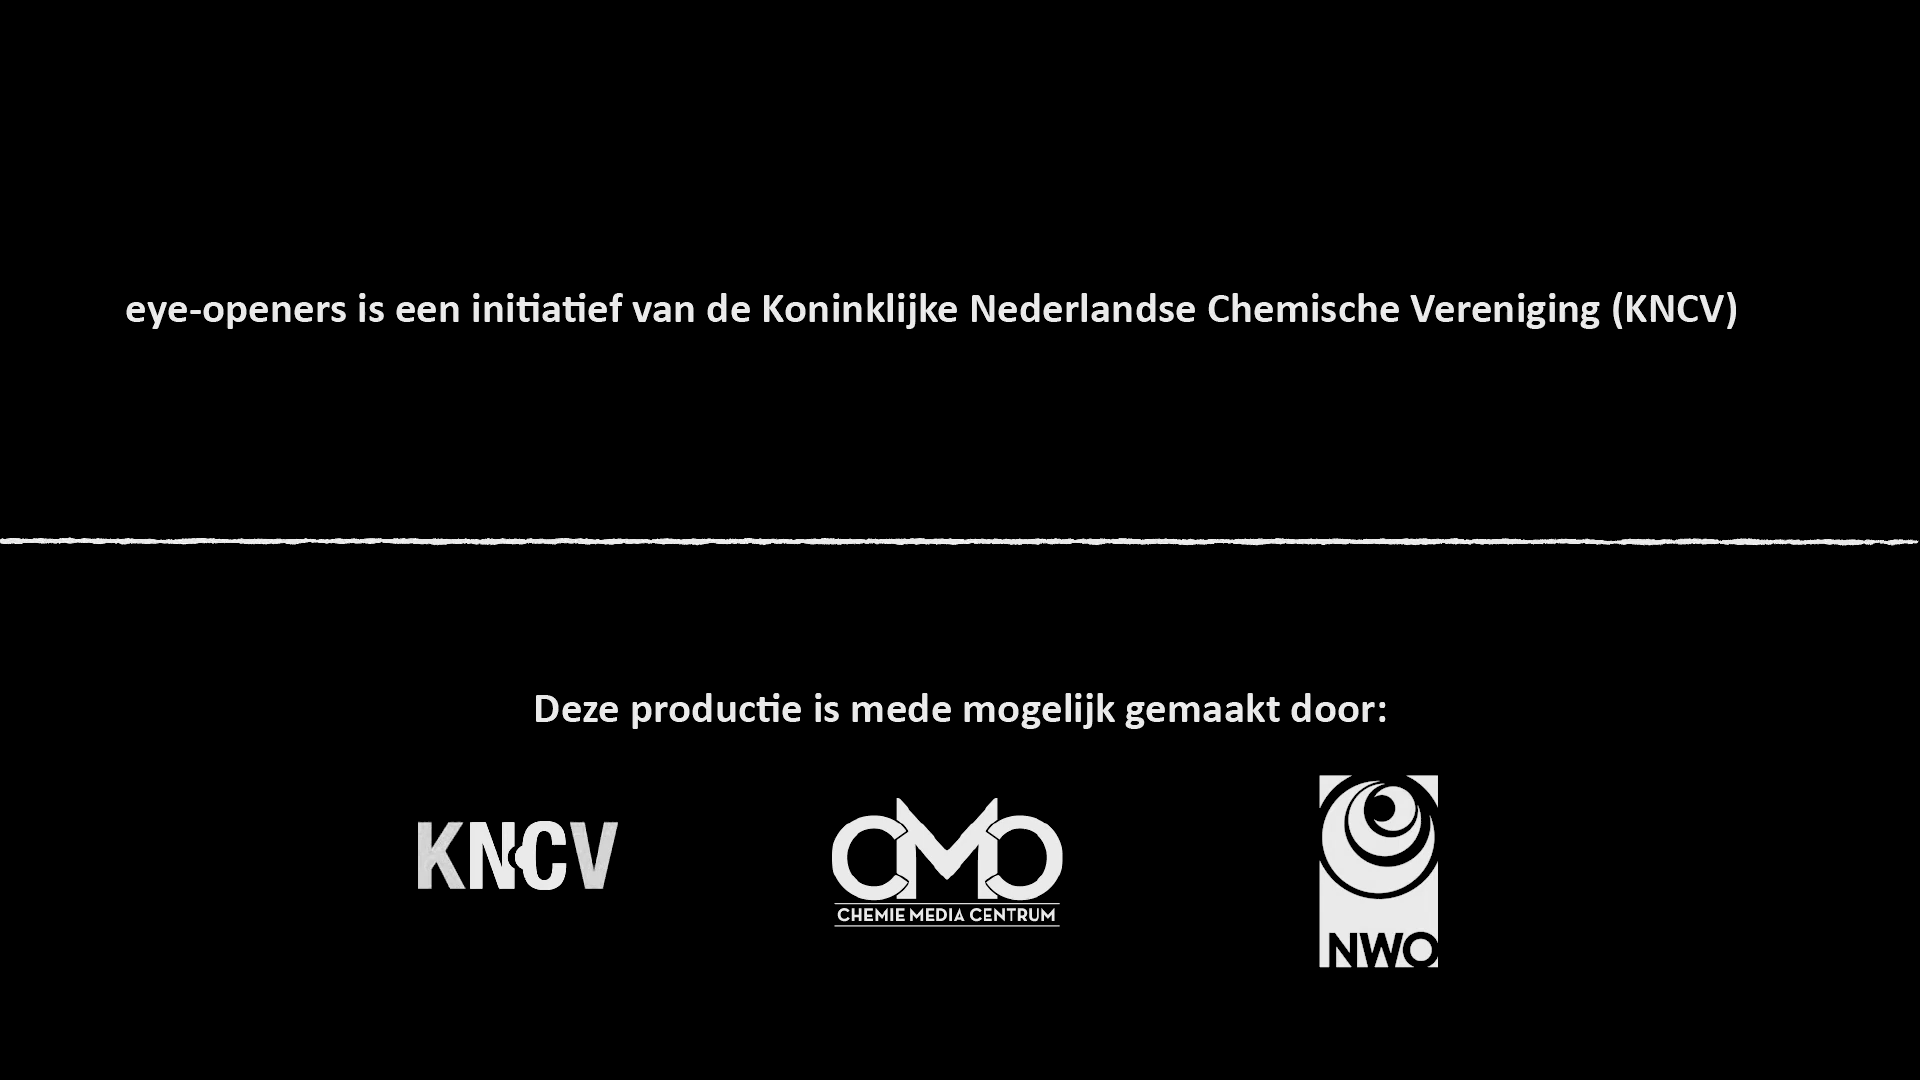 eye-openers is een initiatief van de Koninklijke Nederlandse Chemische Vereniging (KNCV)
Deze productie is mede mogelijk gemaakt door:
KNCV
CMC
CHEMIE MEDIA CENTRUM
NWO